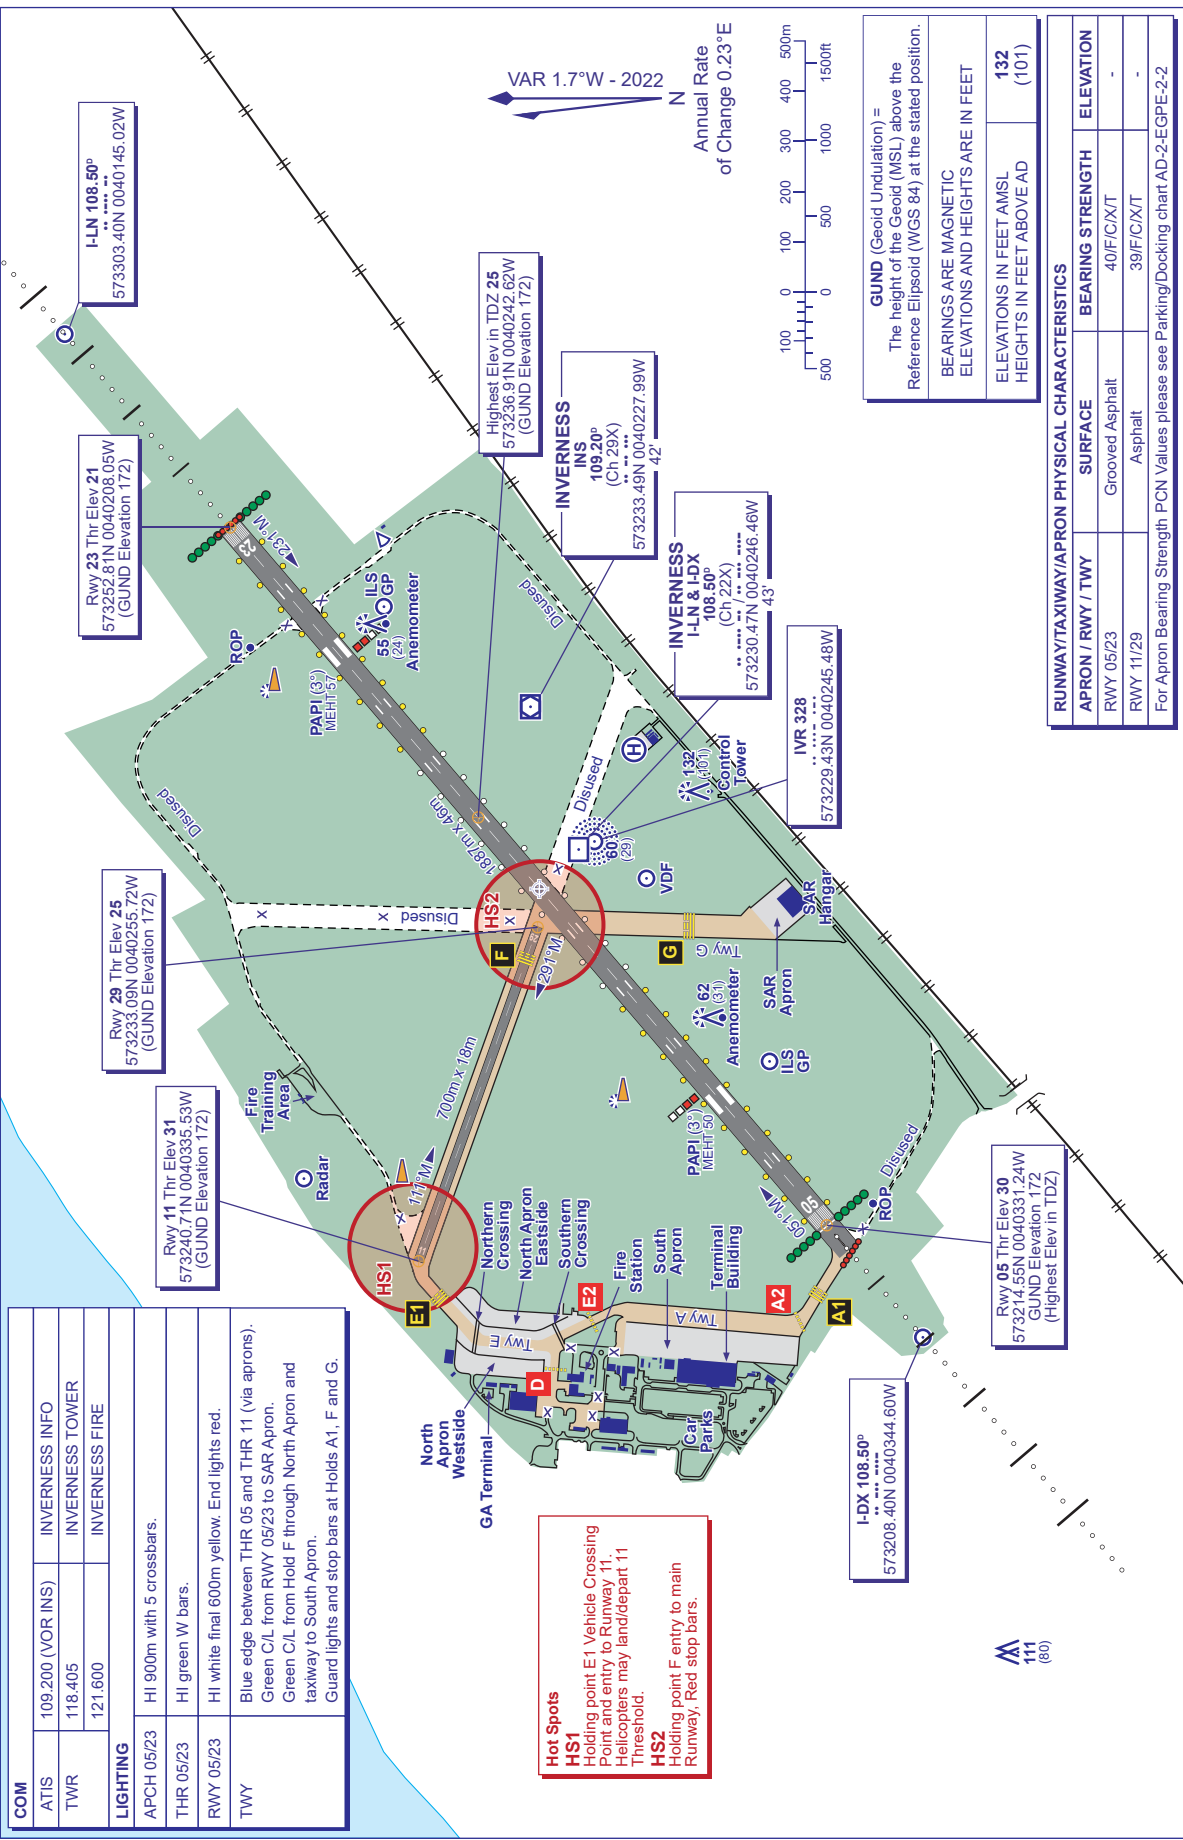 COM
ATIS 109.200 (VOR INS) INVERNESS INFO
TWR 118.405 INVERNESS TOWER
121.600 INVERNESS FIRE
LIGHTING
APCH 05/23 HI 900m with 5 crossbars.
THR 05/23 HI green W bars.
RWY 05/23 HI white final 600m yellow. End lights red.
TWY Blue edge between THR 05 and THR 11 (via aprons).
Green C/L from RWY 05/23 to SAR Apron.
Green C/L from Hold F through North Apron and
taxiway to South Apron.
Guard lights and stop bars at Holds A1, F and G.
Rwy 11 Thr Elev 31
573240.71N 0040335.53W
(GUND Elevation 172)
Rwy 29 Thr Elev 25
573233.09N 0040255.72W
(GUND Elevation 172)
Rwy 23 Thr Elev 21
573252.81N 0040208.05W
(GUND Elevation 172)
I-LN 108.50ᴰ
573303.40N 0040145.02W
VAR 1.7°W - 2022
N
Annual Rate
of Change 0.23°E
Highest Elev in TDZ 25
573236.91N 0040242.62W
(GUND Elevation 172)
INVERNESS
INS
109.20ᴰ
(Ch 29X)
573233.49N 0040227.99W
42'
INVERNESS
I-LN & I-DX
108.50ᴰ
(Ch 22X)
573230.47N 0040246.46W
43'
IVR 328
573229.43N 0040245.48W
100 0 100 200 300 400 500m
500 0 500 1000 1500ft
GUND (Geoid Undulation) =
The height of the Geoid (MSL) above the
Reference Elipsoid (WGS 84) at the stated position.
BEARINGS ARE MAGNETIC
ELEVATIONS AND HEIGHTS ARE IN FEET
ELEVATIONS IN FEET AMSL 132
HEIGHTS IN FEET ABOVE AD (101)
RUNWAY/TAXIWAY/APRON PHYSICAL CHARACTERISTICS
APRON / RWY / TWY SURFACE BEARING STRENGTH ELEVATION
RWY 05/23 Grooved Asphalt 40/F/C/X/T -
RWY 11/29 Asphalt 39/F/C/X/T -
For Apron Bearing Strength PCN Values please see Parking/Docking chart AD-2-EGPE-2-2
Hot Spots
HS1
Holding point E1 Vehicle Crossing
Point and entry to Runway 11.
Helicopters may land/depart 11
Threshold.
HS2
Holding point F entry to main
Runway, Red stop bars.
I-DX 108.50ᴰ
573208.40N 0040344.60W
Rwy 05 Thr Elev 30
573214.55N 0040331.24W
GUND Elevation 172
(Highest Elev in TDZ)
111
(80)
Radar
Fire
Training
Area
HS1
111°M
700m x 18m
E1
Northern
Crossing
North Apron
Eastside
Southern
Crossing
Fire
Station
South
Apron
Terminal
Building
Twy E
E2
Twy A
A2
A1
D
North
Apron
Westside
GA Terminal
Car
Parks
05
051°M
ROP
Disused
PAPI (3°)
MEHT 50
ILS
GP
62
(31)
Anemometer
SAR
Apron
SAR
Hangar
Twy G
G
VDF
F
291°M
HS2
Disused
Disused
1887m x 46m
60
(29)
Disused
H
132
(101)
Control
Tower
Disused
PAPI (3°)
MEHT 57
ROP
55
(24)
ILS
GP
Anemometer
231°M
23